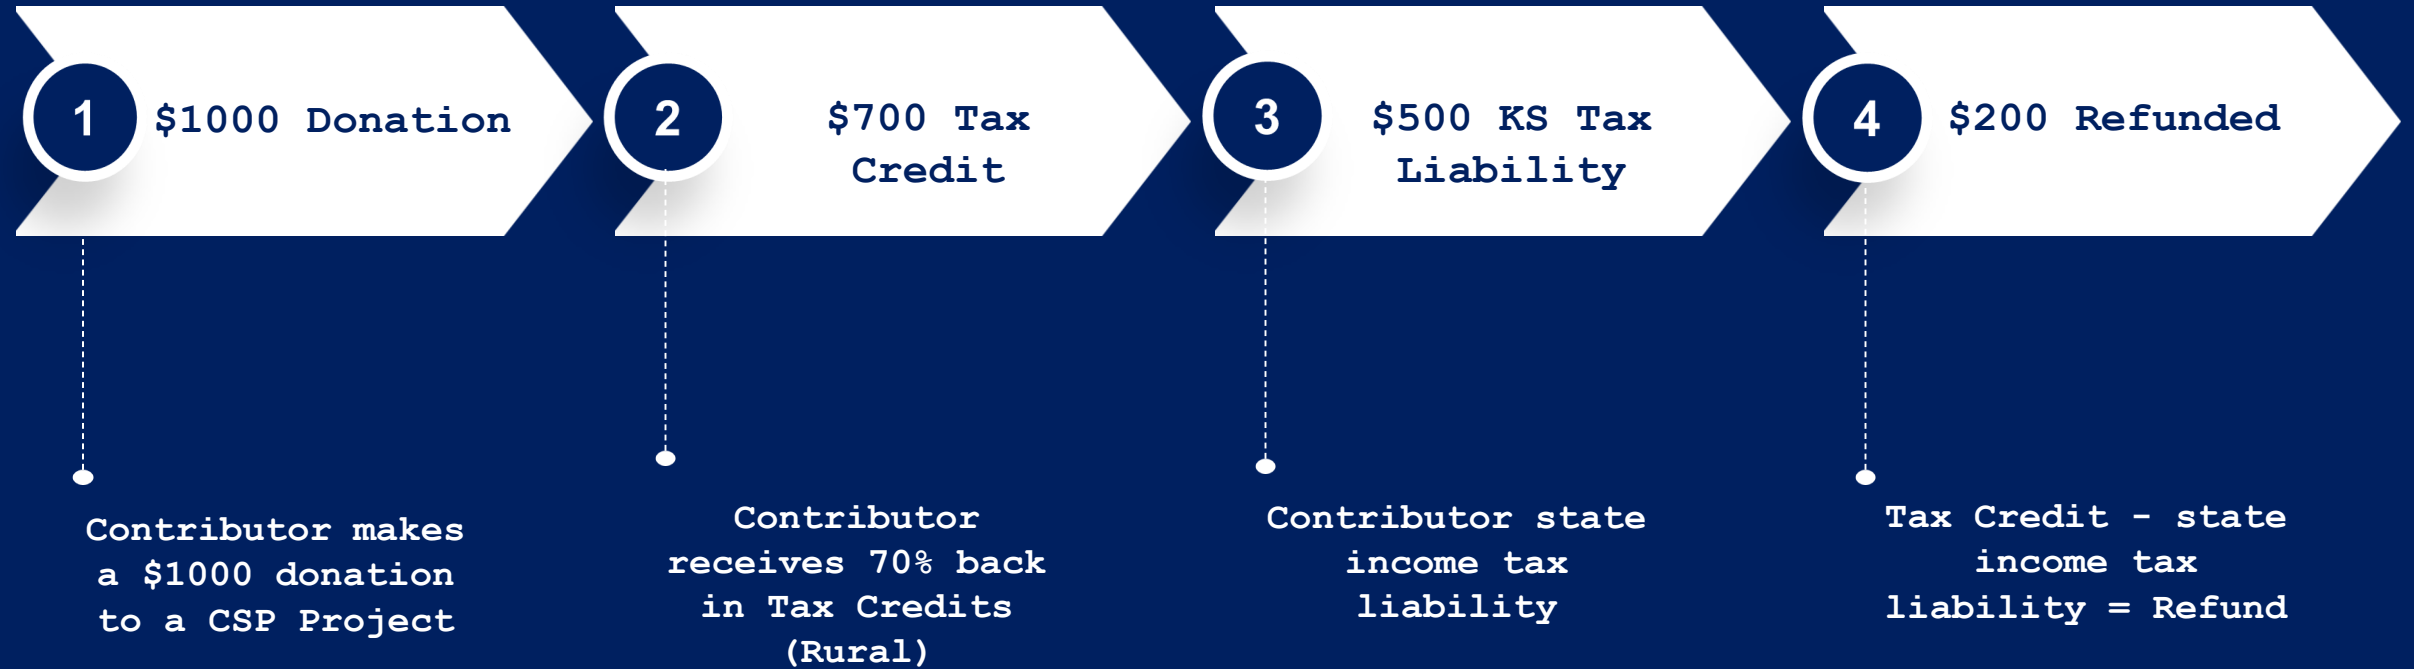 1
$1000 Donation
2
$700 Tax
Credit
3
$500 KS Tax
Liability
4
$200 Refunded
Contributor makes
a $1000 donation
to a CSP Project
Contributor
receives 70% back
in Tax Credits
(Rural)
Contributor state
income tax
liability
Tax Credit - state
income tax
liability = Refund